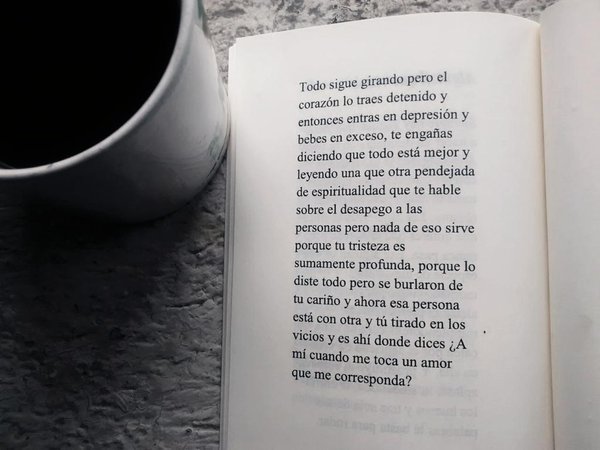 Todo sigue girando pero el
corazón lo traes detenido y
entonces entras en depresión y
bebes en exceso, te engañas
diciendo que todo está mejor y
leyendo una que otra pendejada
de espiritualidad que te hable
sobre el desapego a las
personas pero nada de eso sirve
porque tu tristeza es
sumamente profunda, porque lo
diste todo pero se burlaron de
tu cariño y ahora esa persona
está con otra y tú tirado en los
vicios y es ahí donde dices ¿A
mí cuando me toca un amor
que me corresponda?